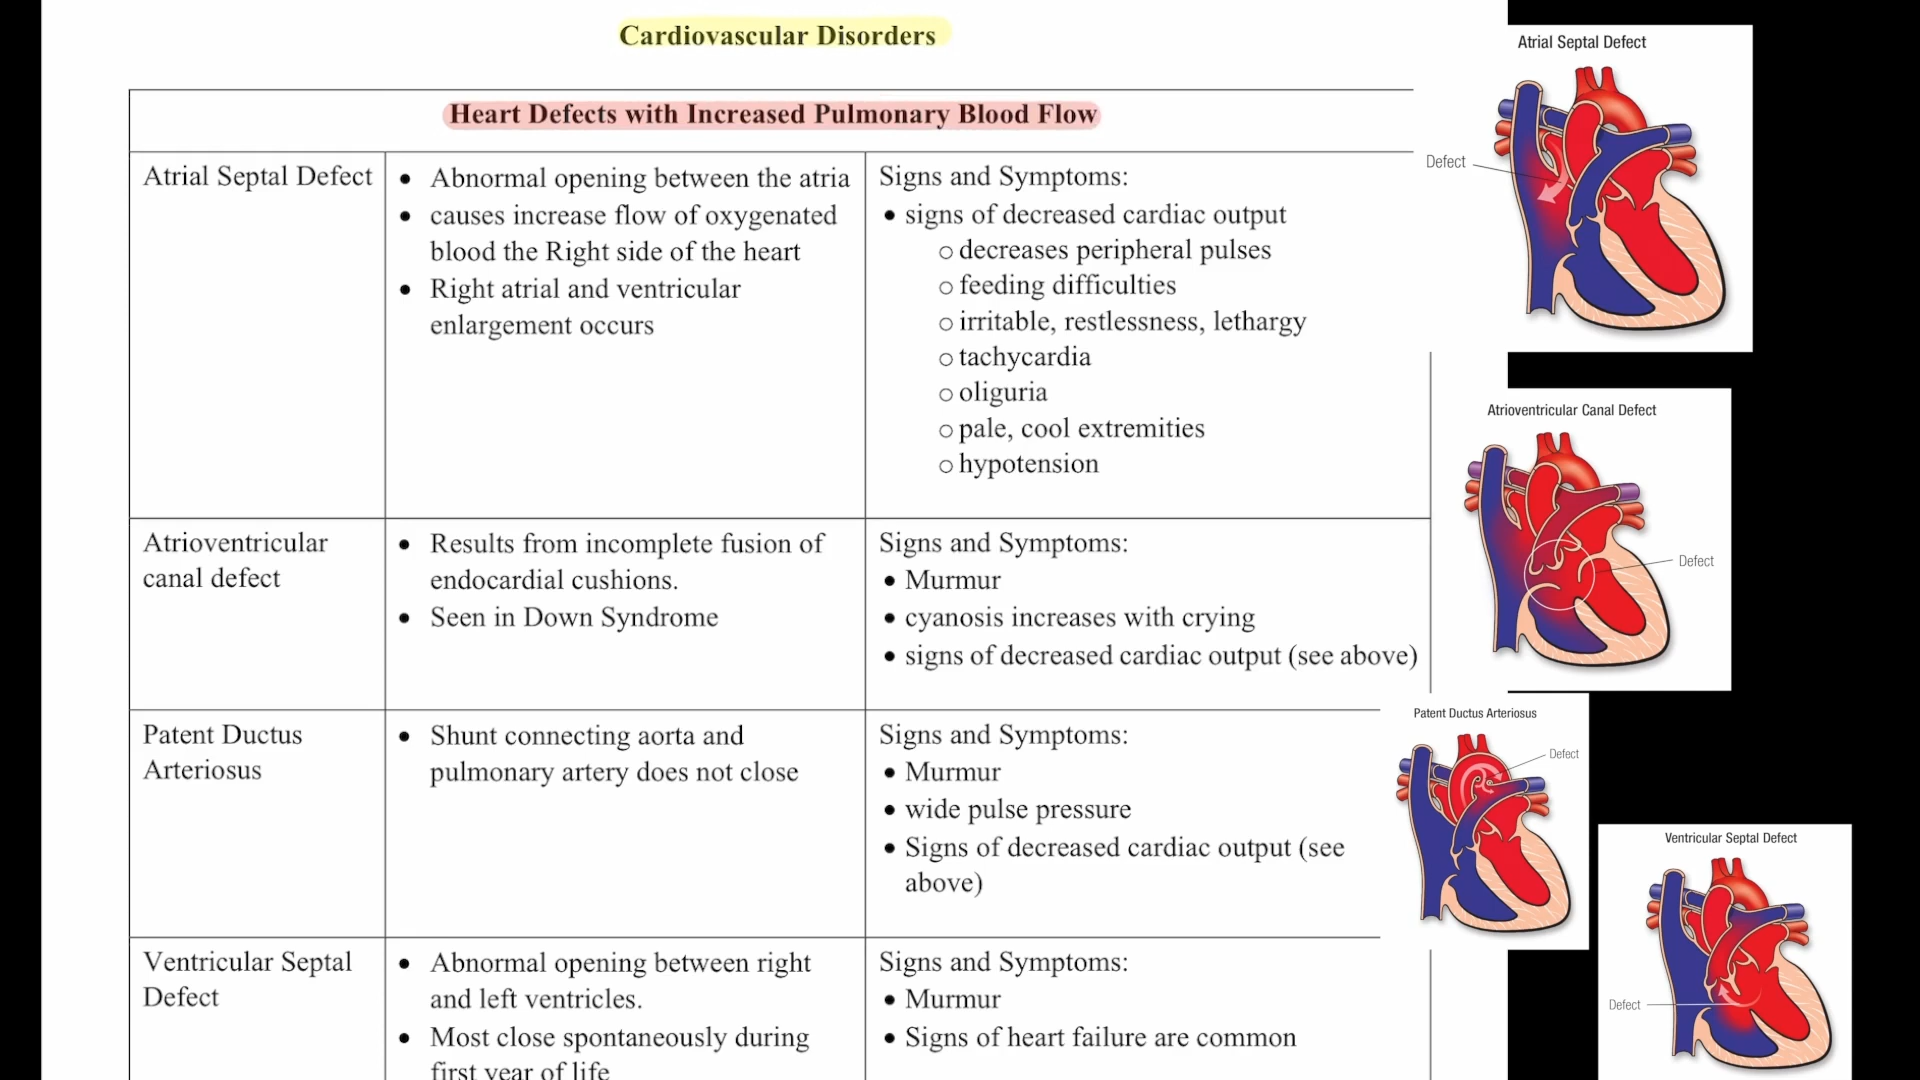 Cardiovascular Disorders
Heart Defects with Increased Pulmonary Blood Flow
Atrial Septal Defect
• Abnormal opening between the atria
• causes increase flow of oxygenated
blood the Right side of the heart
• Right atrial and ventricular
enlargement occurs
Signs and Symptoms:
• signs of decreased cardiac output
o decreases peripheral pulses
o feeding difficulties
o irritable, restlessness, lethargy
o tachycardia
o oliguria
o pale, cool extremities
o hypotension
Atrioventricular
canal defect
• Results from incomplete fusion of
endocardial cushions.
• Seen in Down Syndrome
Signs and Symptoms:
• Murmur
• cyanosis increases with crying
• signs of decreased cardiac output (see above)
Patent Ductus
Arteriosus
• Shunt connecting aorta and
pulmonary artery does not close
Signs and Symptoms:
• Murmur
• wide pulse pressure
• Signs of decreased cardiac output (see
above)
Ventricular Septal
Defect
• Abnormal opening between right
and left ventricles.
• Most close spontaneously during
first year of life
Signs and Symptoms:
• Murmur
• Signs of heart failure are common
Atrial Septal Defect
Defect
Atrioventricular Canal Defect
Defect
Patent Ductus Arteriosus
Defect
Ventricular Septal Defect
Defect